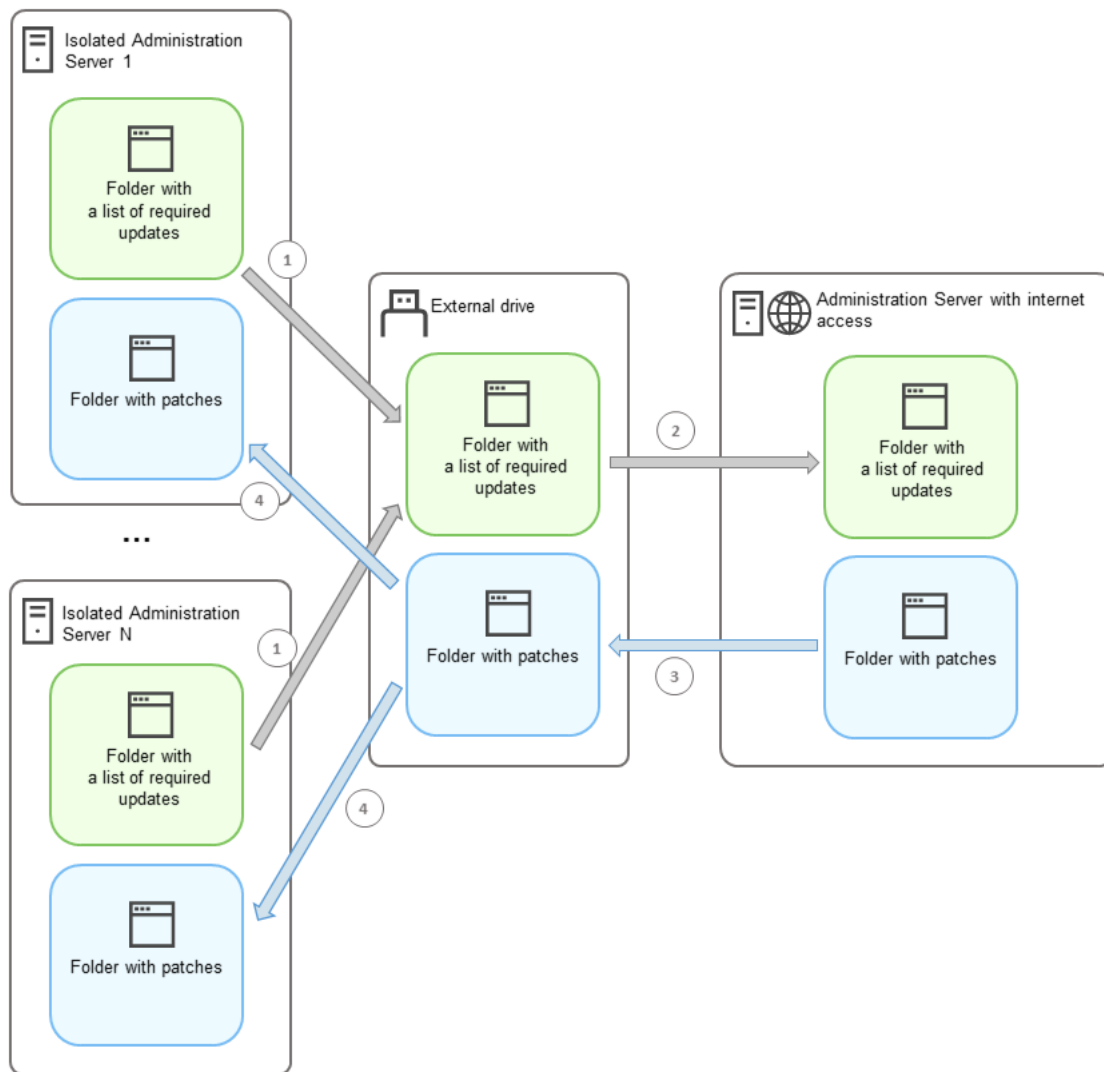 Isolated Administration
Server 1
Folder with
a list of required
updates
1
Folder with patches
4
...
Isolated Administration
Server N
1
Folder with
a list of required
updates
4
Folder with patches
External drive
Folder with
a list of required
updates
2
Folder with patches
3
Administration Server with internet
access
Folder with
a list of required
updates
Folder with patches